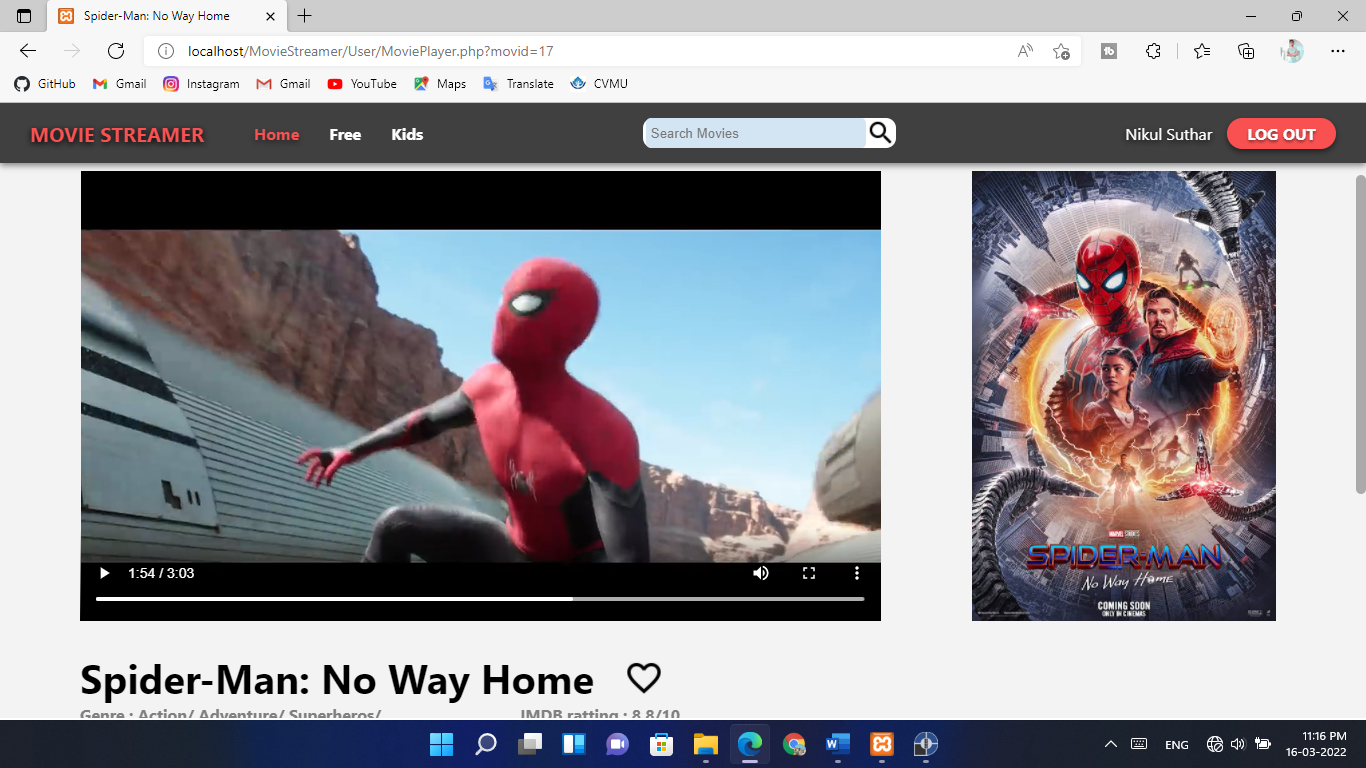 Spider-Man: No Way Home
localhost/MovieStreamer/User/MoviePlayer.php?movid=17
GitHub Gmail Instagram Gmail YouTube Maps Translate CVMU
MOVIE STREAMER Home Free Kids Search Movies Nikul Suthar LOG OUT
1:54 / 3:03
MARVEL STUDIOS
SPIDER-MAN
No Way Home
COMING SOON
ONLY IN CINEMAS
Spider-Man: No Way Home
Genre : Action/ Adventure/ Superheros/ IMDB ratting : 8.8/10
ENG
11:16 PM
16-03-2022